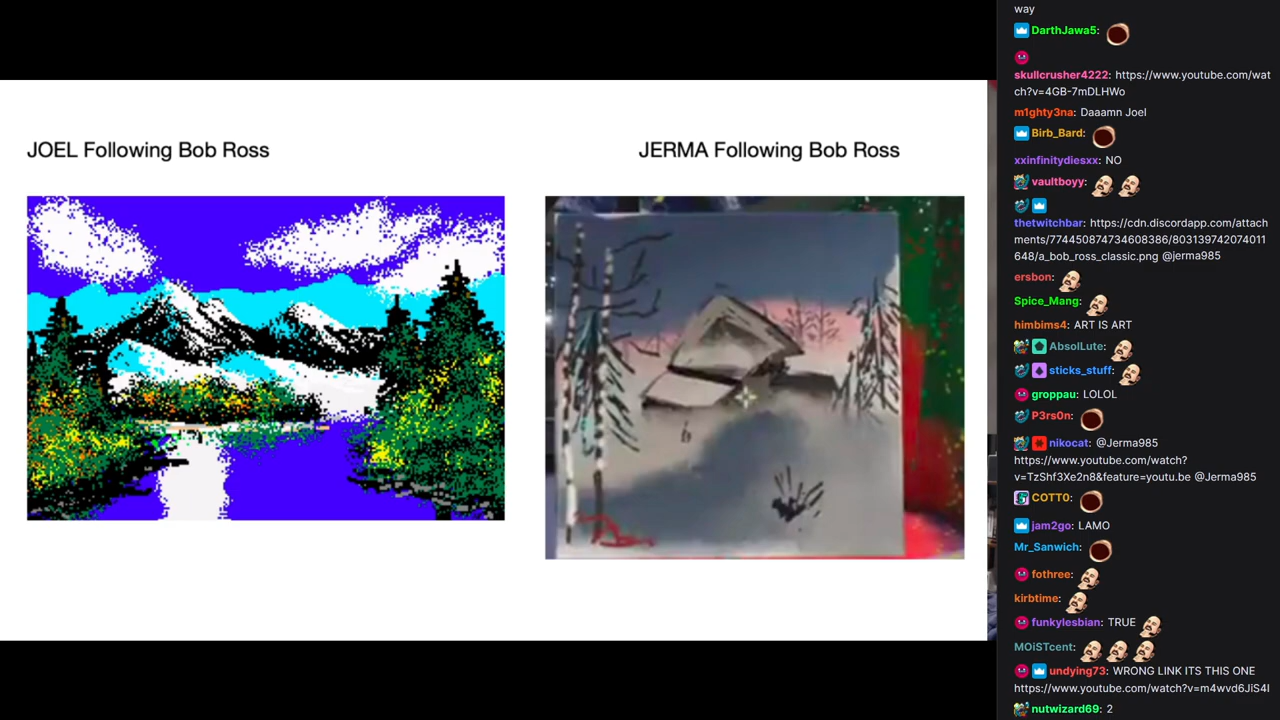 JOEL Following Bob Ross
JERMA Following Bob Ross
way
DarthJawa5:
skullcrusher4222: https://www.youtube.com/wat
ch?v=4GB-7mDLHWo
m1ghty3na: Daaamn Joel
Birb_Bard:
xxinfinitydiesxx: NO
vaultboyy:
thetwitchbar: https://cdn.discordapp.com/attach
ments/774450874734608386/803139742074011
648/a_bob_ross_classic.png @jerma985
ersbon:
Spice_Mang:
himbims4: ART IS ART
AbsolLute:
sticks_stuff:
groppau: LOLOL
P3rs0n:
nikocat: @Jerma985
https://youtube.com/watch?
v=TzShf3Xe2n8&feature=youtu.be @Jerma985
COTT0:
jam2go: LAMO
Mr_Sanwich:
fothree:
kirbtime:
funkylesbian: TRUE
MOiSTcent:
undying73: WRONG LINK ITS THIS ONE
https://www.youtube.com/watch?v=m4wvd6JiS4I
nutwizard69: 2